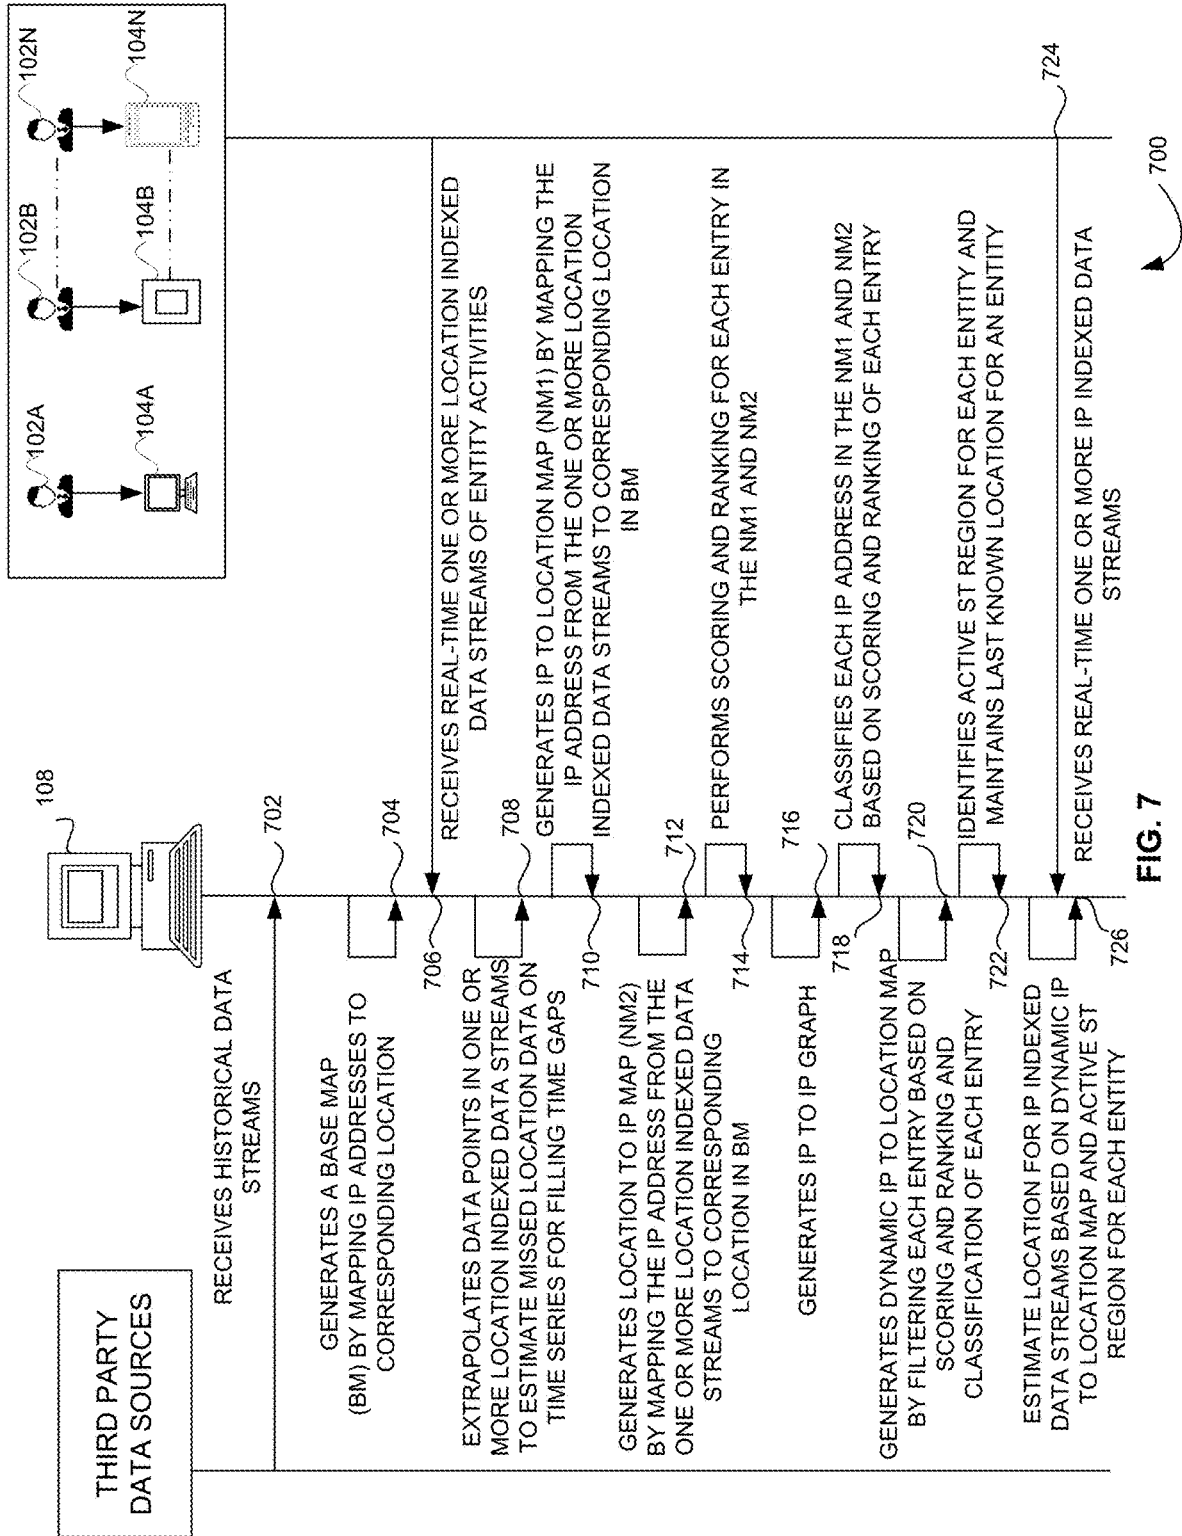 THIRD PARTY
DATA SOURCES
108
102A
102B
102N
104A
104B
104N
RECEIVES HISTORICAL DATA
STREAMS
702
GENERATES A BASE MAP
(BM) BY MAPPING IP ADDRESSES TO
CORRESPONDING LOCATION
704
RECEIVES REAL-TIME ONE OR MORE LOCATION INDEXED
DATA STREAMS OF ENTITY ACTIVITIES
706
EXTRAPOLATES DATA POINTS IN ONE OR
MORE LOCATION INDEXED DATA STREAMS
TO ESTIMATE MISSED LOCATION DATA ON
TIME SERIES FOR FILLING TIME GAPS
708
GENERATES IP TO LOCATION MAP (NM1) BY MAPPING THE
IP ADDRESS FROM THE ONE OR MORE LOCATION
INDEXED DATA STREAMS TO CORRESPONDING LOCATION
IN BM
710
GENERATES LOCATION TO IP MAP (NM2)
BY MAPPING THE IP ADDRESS FROM THE
ONE OR MORE LOCATION INDEXED DATA
STREAMS TO CORRESPONDING
LOCATION IN BM
712
PERFORMS SCORING AND RANKING FOR EACH ENTRY IN
THE NM1 AND NM2
714
GENERATES IP TO IP GRAPH
716
CLASSIFIES EACH IP ADDRESS IN THE NM1 AND NM2
BASED ON SCORING AND RANKING OF EACH ENTRY
718
GENERATES DYNAMIC IP TO LOCATION MAP
BY FILTERING EACH ENTRY BASED ON
SCORING AND RANKING AND
CLASSIFICATION OF EACH ENTRY
720
IDENTIFIES ACTIVE ST REGION FOR EACH ENTITY AND
MAINTAINS LAST KNOWN LOCATION FOR AN ENTITY
722
724
RECEIVES REAL-TIME ONE OR MORE IP INDEXED DATA
STREAMS
ESTIMATE LOCATION FOR IP INDEXED
DATA STREAMS BASED ON DYNAMIC IP
TO LOCATION MAP AND ACTIVE ST
REGION FOR EACH ENTITY
726
700
FIG. 7